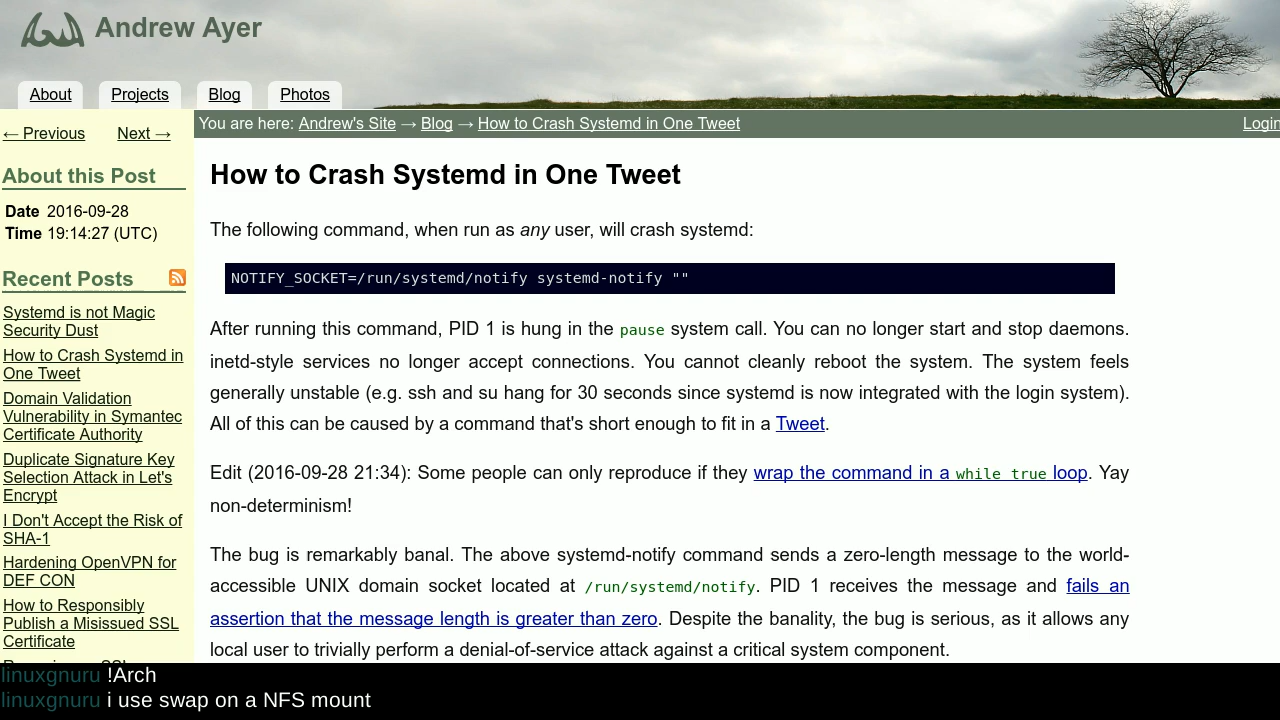 Andrew Ayer
About Projects Blog Photos
← Previous Next →
You are here: Andrew's Site → Blog → How to Crash Systemd in One Tweet
Login
About this Post
Date 2016-09-28
Time 19:14:27 (UTC)
Recent Posts
Systemd is not Magic
Security Dust
How to Crash Systemd in
One Tweet
Domain Validation
Vulnerability in Symantec
Certificate Authority
Duplicate Signature Key
Selection Attack in Let's
Encrypt
I Don't Accept the Risk of
SHA-1
Hardening OpenVPN for
DEF CON
How to Responsibly
Publish a Misissued SSL
Certificate
How to Crash Systemd in One Tweet
The following command, when run as any user, will crash systemd:
NOTIFY_SOCKET=/run/systemd/notify systemd-notify ""
After running this command, PID 1 is hung in the pause system call. You can no longer start and stop daemons.
inetd-style services no longer accept connections. You cannot cleanly reboot the system. The system feels
generally unstable (e.g. ssh and su hang for 30 seconds since systemd is now integrated with the login system).
All of this can be caused by a command that's short enough to fit in a Tweet.
Edit (2016-09-28 21:34): Some people can only reproduce if they wrap the command in a while true loop. Yay
non-determinism!
The bug is remarkably banal. The above systemd-notify command sends a zero-length message to the world-
accessible UNIX domain socket located at /run/systemd/notify. PID 1 receives the message and fails an
assertion that the message length is greater than zero. Despite the banality, the bug is serious, as it allows any
local user to trivially perform a denial-of-service attack against a critical system component.
linuxgnuru !Arch
linuxgnuru i use swap on a NFS mount